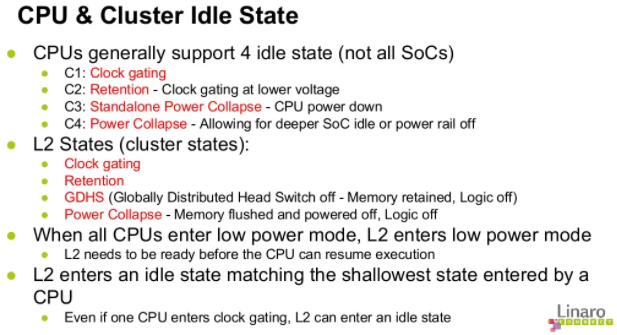 CPU & Cluster Idle State
CPUs generally support 4 idle state (not all SoCs)
C1: Clock gating
C2: Retention - Clock gating at lower voltage
C3: Standalone Power Collapse - CPU power down
C4: Power Collapse - Allowing for deeper SoC idle or power rail off
L2 States (cluster states):
Clock gating
Retention
GDHS (Globally Distributed Head Switch off - Memory retained, Logic off)
Power Collapse - Memory flushed and powered off, Logic off
When all CPUs enter low power mode, L2 enters low power mode
L2 needs to be ready before the CPU can resume execution
L2 enters an idle state matching the shallowest state entered by a
CPU
Even if one CPU enters clock gating, L2 can enter an idle state
Linaro